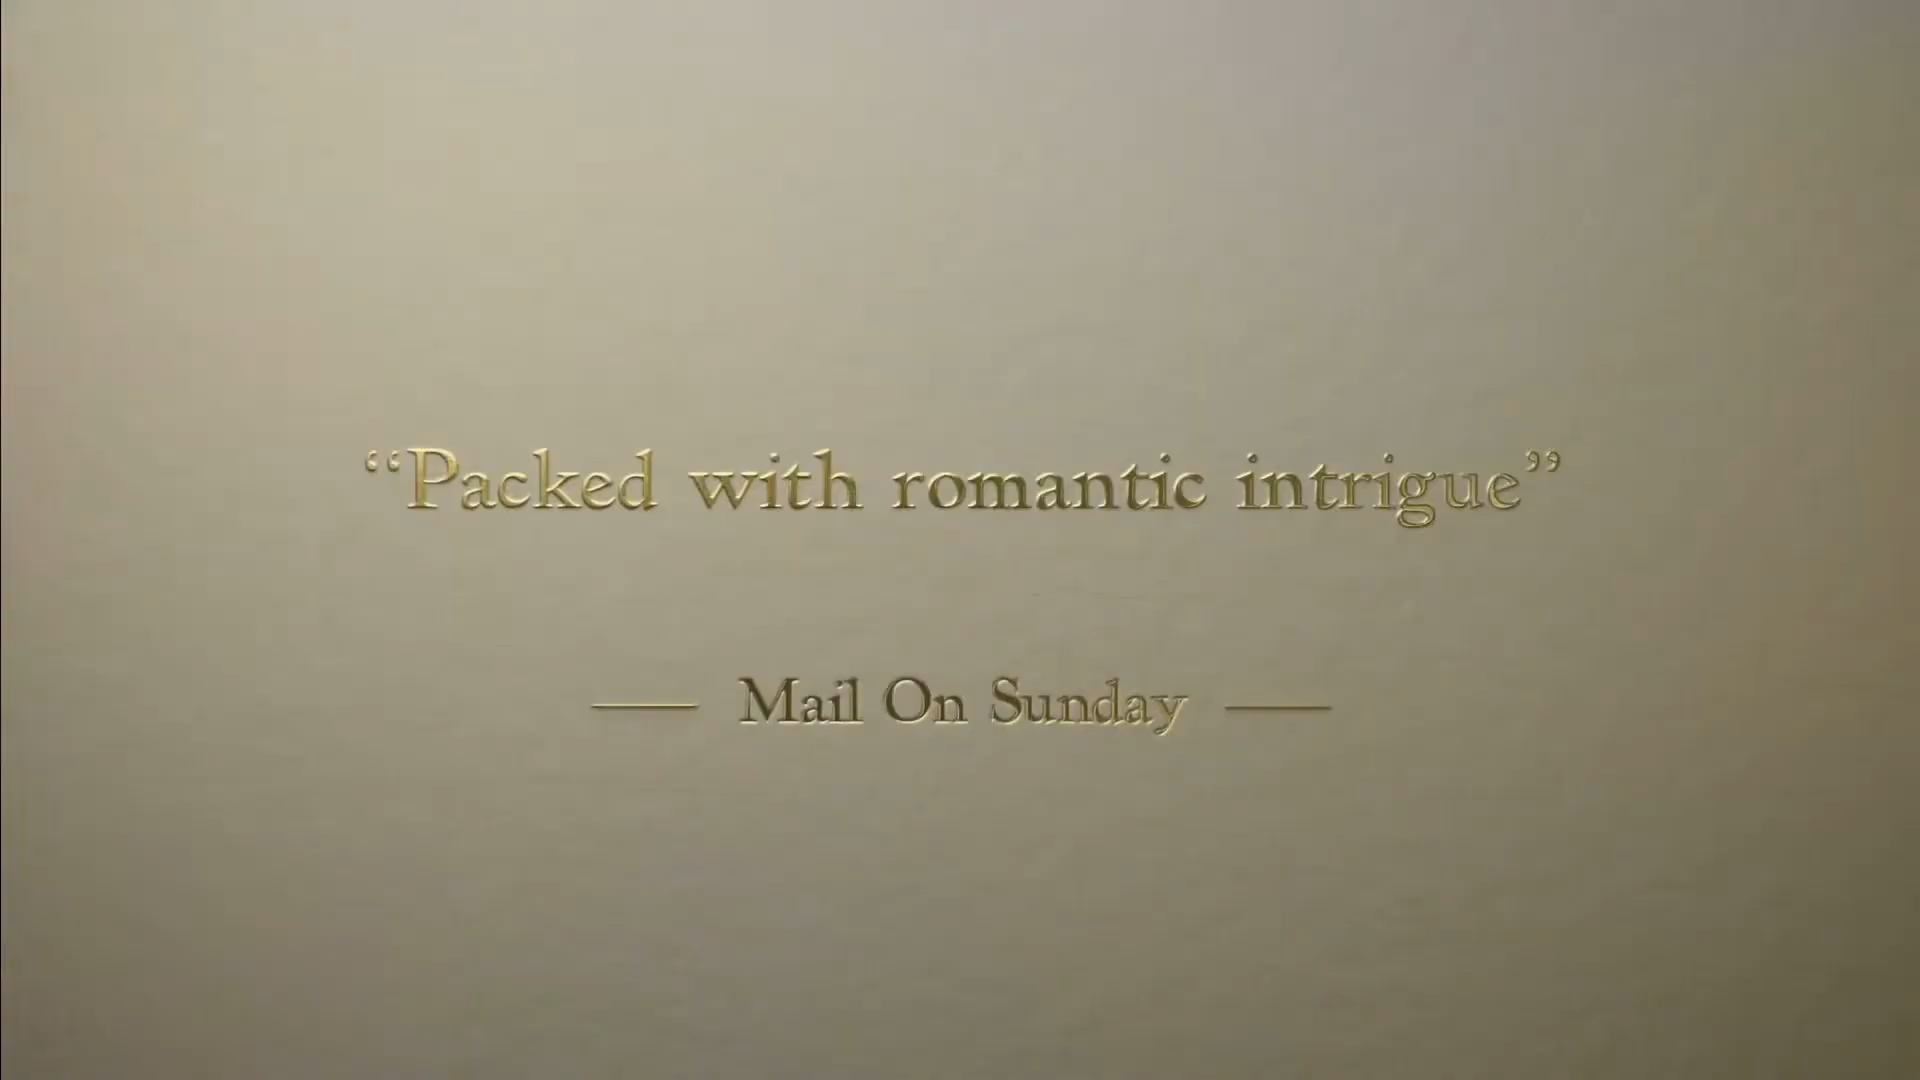 “Packed with romantic intrigue”
— Mail On Sunday —